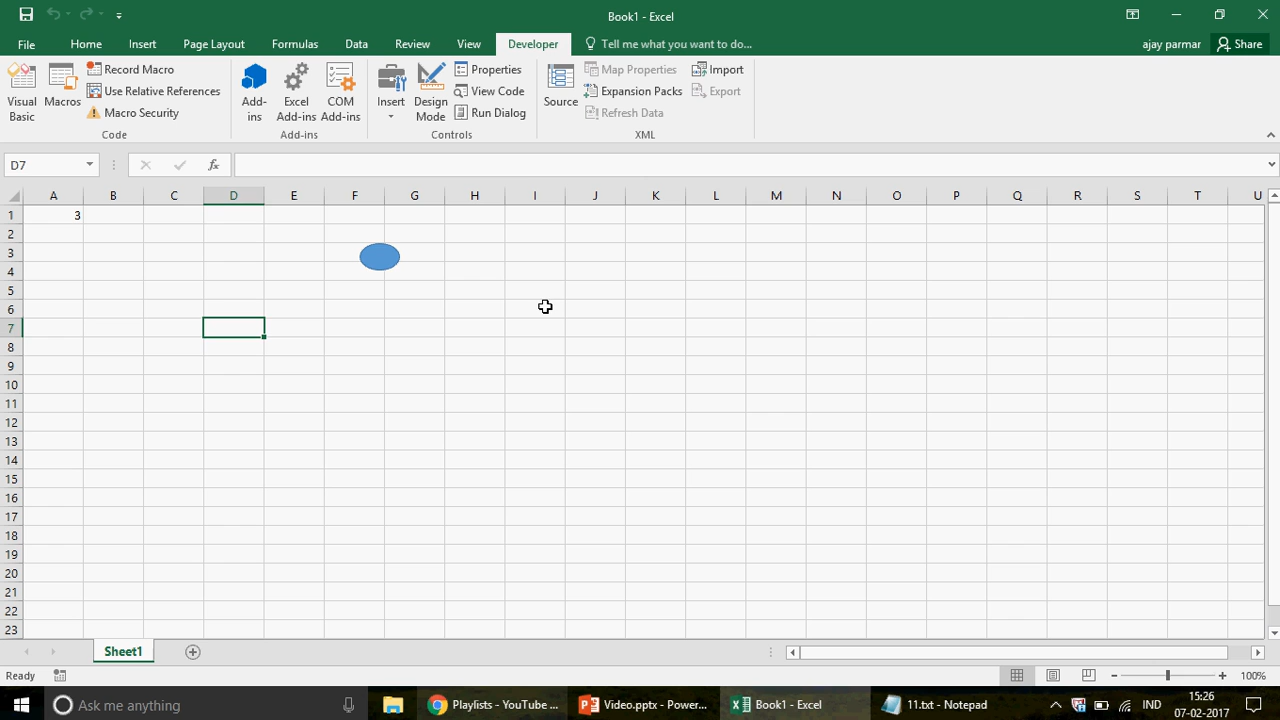 Book1 - Excel
File Home Insert Page Layout Formulas Data Review View Developer Tell me what you want to do... ajay parmar Share
Visual Basic
Macros
Record Macro
Use Relative References
Macro Security
Code
Add-ins
Excel Add-ins
COM Add-ins
Add-ins
Insert
Design Mode
Properties
View Code
Run Dialog
Controls
Source
Map Properties
Expansion Packs
Refresh Data
Import
Export
XML
D7 fx
A B C D E F G H I J K L M N O P Q R S T U
1 3
2
3
4
5
6
7
8
9
10
11
12
13
14
15
16
17
18
19
20
21
22
23
Sheet1
Ready 100%
Ask me anything Playlists - YouTube ... Video.pptx - Power... Book1 - Excel 11.txt - Notepad IND 15:26
07-02-2017